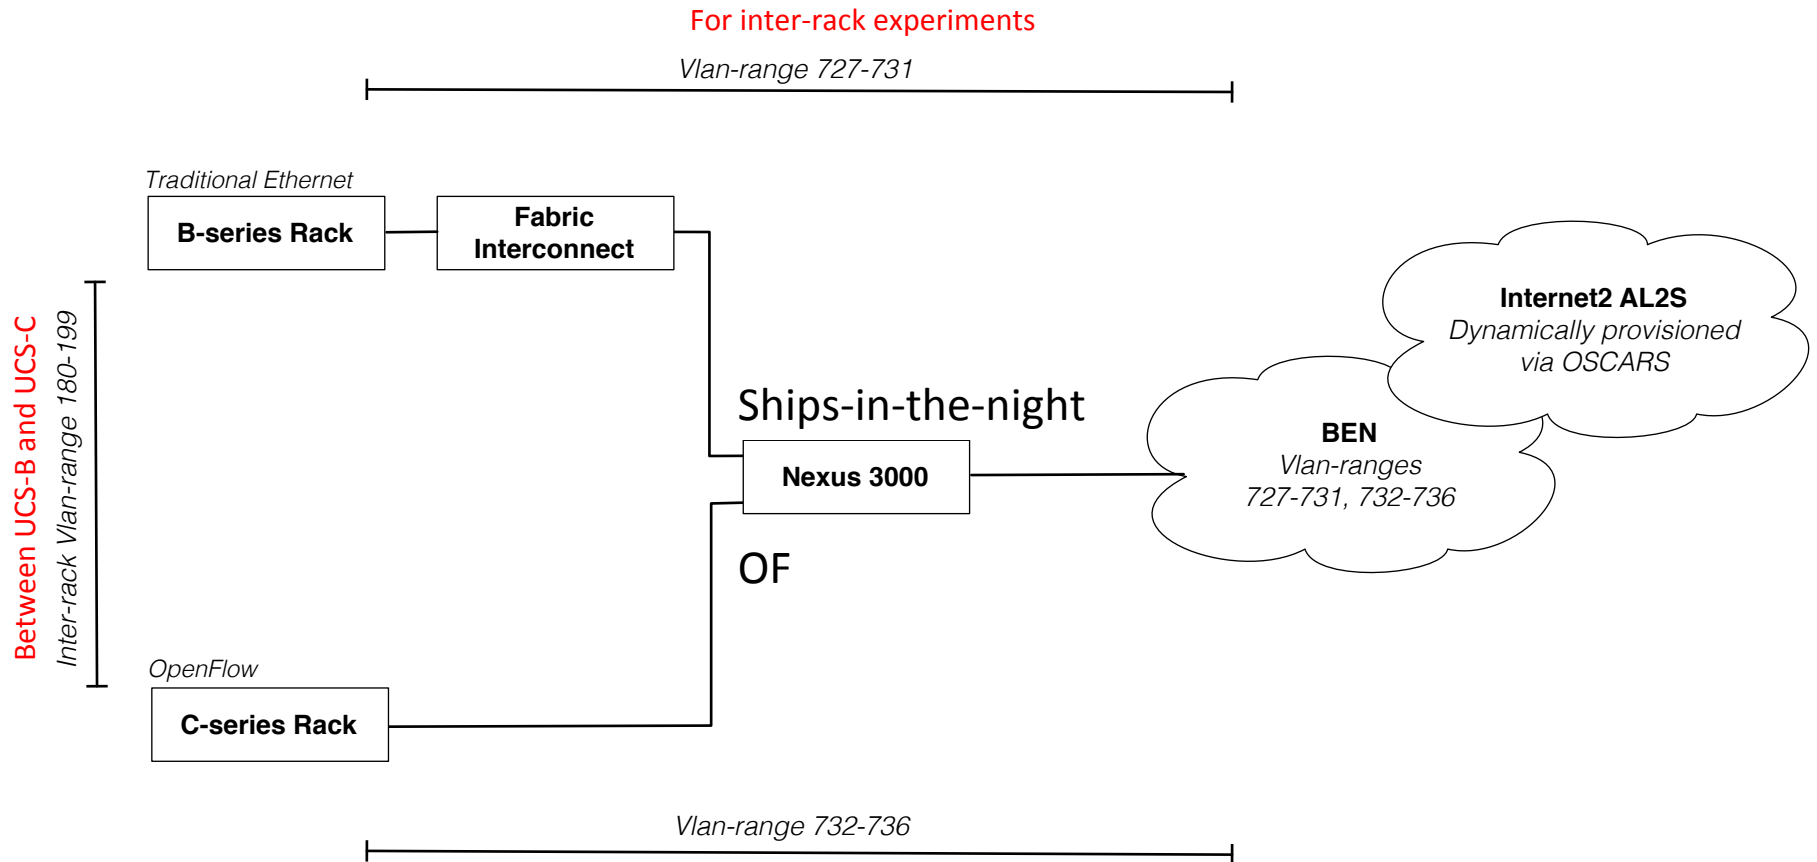 For inter-rack experiments
Vlan-range 727-731
Traditional Ethernet
B-series Rack
Fabric
Interconnect
Between UCS-B and UCS-C
Inter-rack Vlan-range 180-199
Internet2 AL2S
Dynamically provisioned
via OSCARS
Ships-in-the-night
Nexus 3000
BEN
Vlan-ranges
727-731, 732-736
OF
OpenFlow
C-series Rack
Vlan-range 732-736